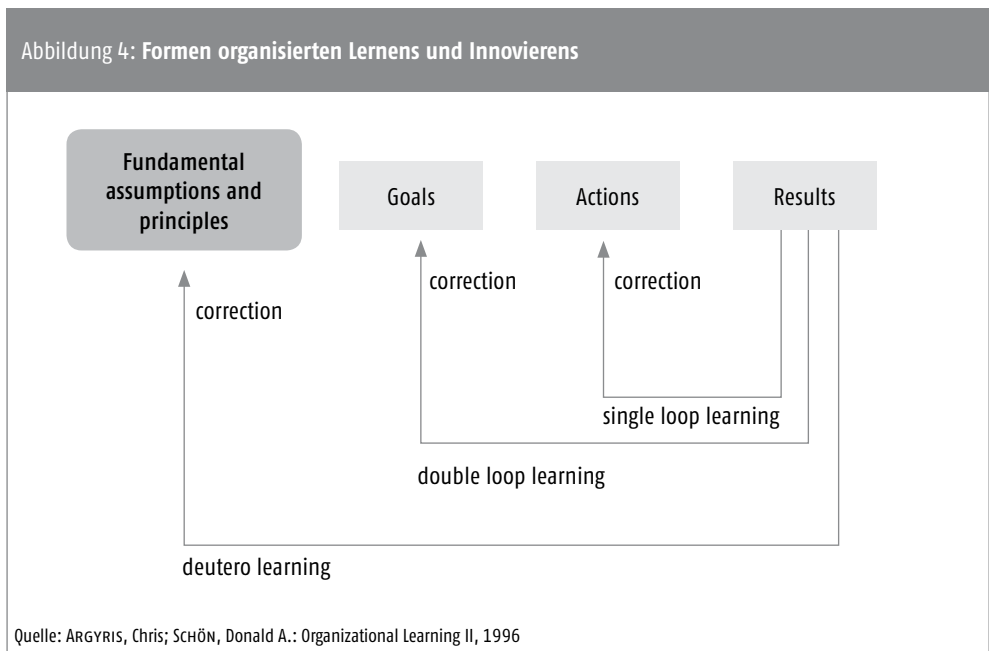 Abbildung 4: Formen organisierten Lernens und Innovierens
Fundamental
assumptions and
principles
Goals
Actions
Results
correction
correction
correction
single loop learning
double loop learning
deutero learning
Quelle: ARGYRIS, Chris; SCHÖN, Donald A.: Organizational Learning II, 1996